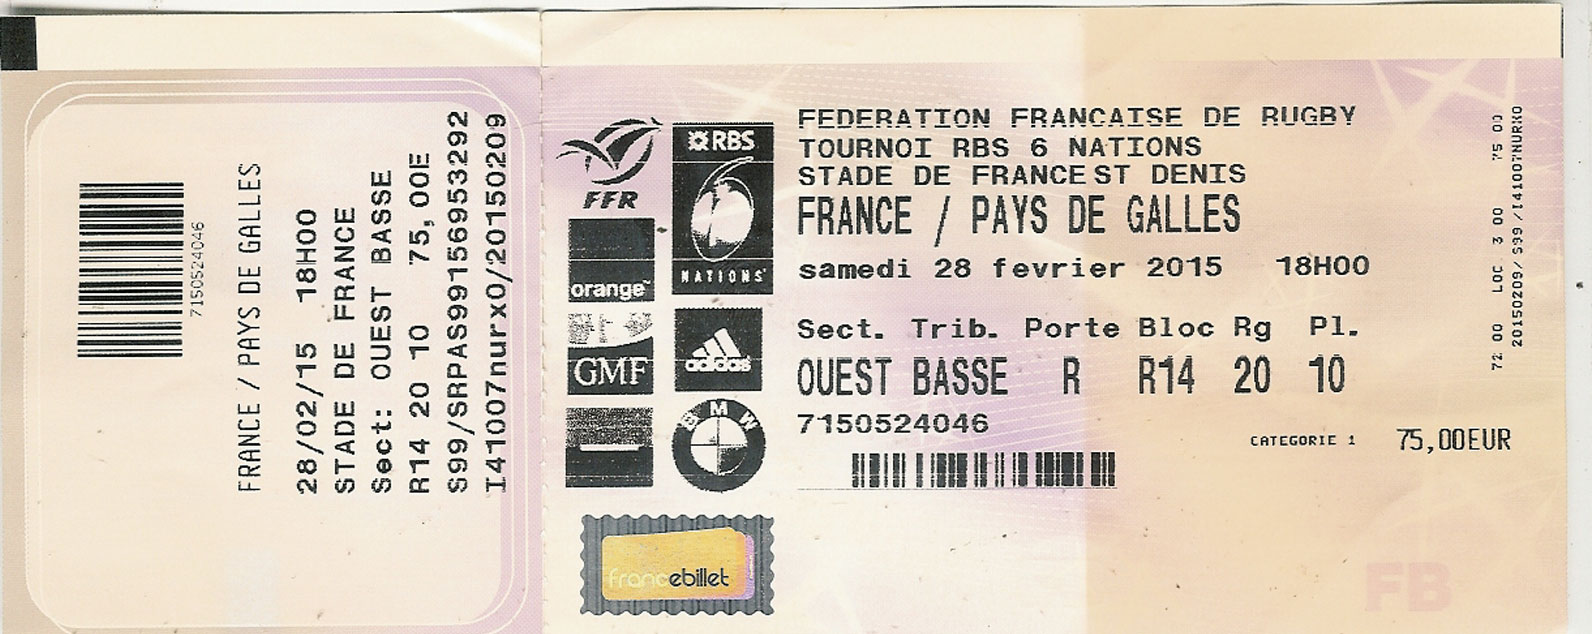 7150524046
FRANCE / PAYS DE GALLES
28/02/15 18H00
STADE DE FRANCE
Sect: OUEST BASSE
R14 20 10 75,00E
S99/SRPAS99156953292
I41007nurx0/20150209
FFR
RBS
6
NATIONS
orange™
GMF
adidas
BMW
francebillet
FEDERATION FRANCAISE DE RUGBY
TOURNOI RBS 6 NATIONS
STADE DE FRANCE ST DENIS
FRANCE / PAYS DE GALLES
samedi 28 fevrier 2015 18H00
Sect. Trib. Porte Bloc Rg Pl.
OUEST BASSE R R14 20 10
7150524046
CATEGORIE 1 75,00EUR
72 00 LOC 3 00 75 00
20150209/ S99 /I41007NURX0
FB